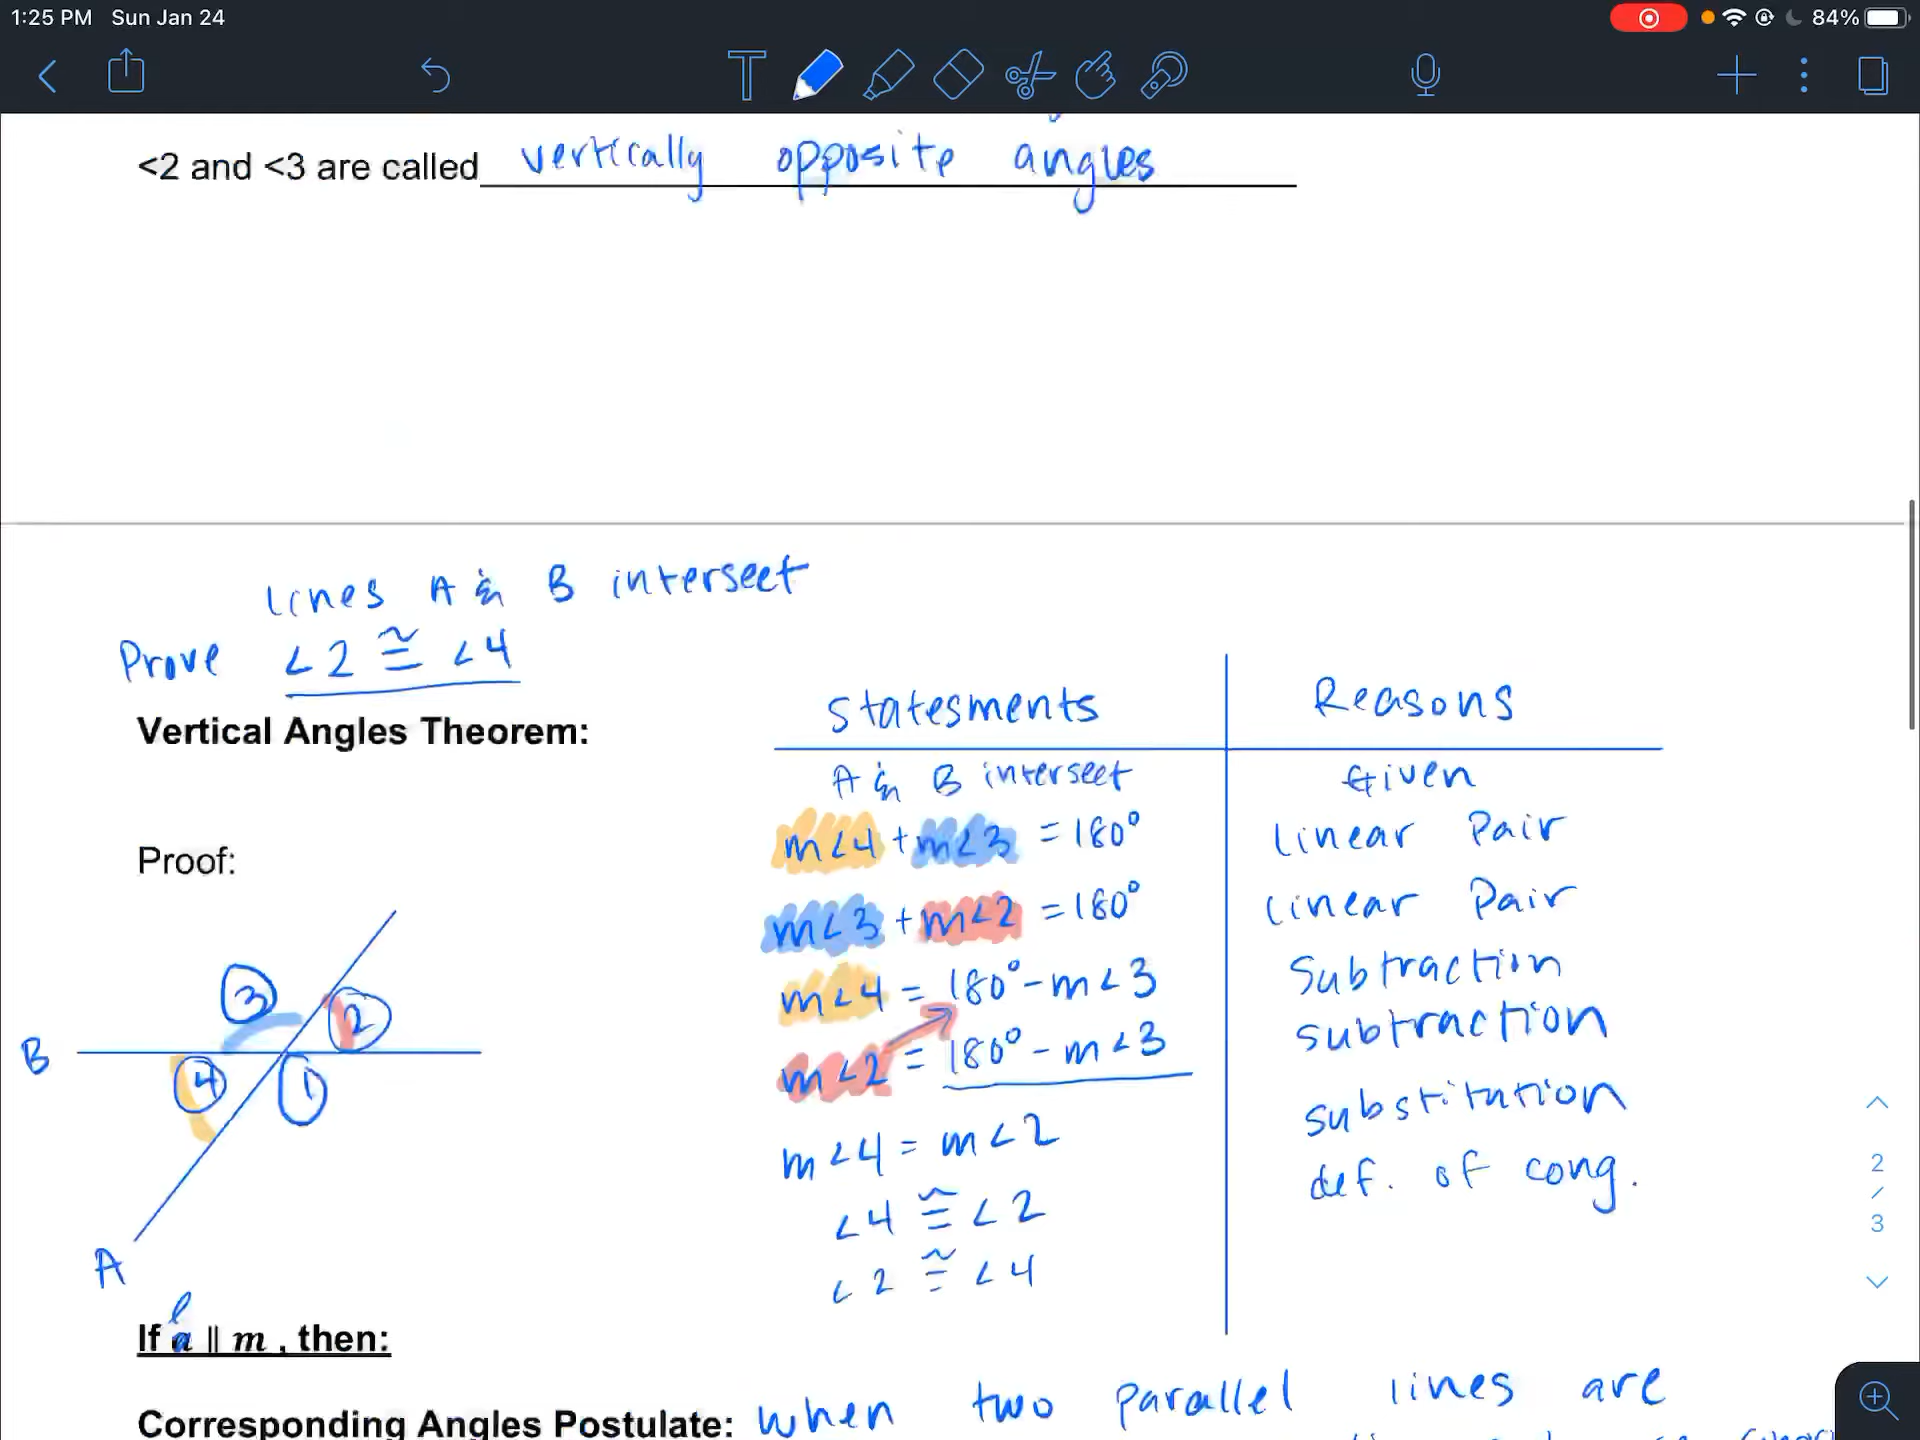 1:25 PM Sun Jan 24 84%
<2 and <3 are called vertically opposite angles
Lines A & B intersect
Prove <2 ≅ <4
Vertical Angles Theorem:
Statesments Reasons
A & B intersect Given
m<4 + m<3 = 180° Linear Pair
m<3 + m<2 = 180° Linear Pair
m<4 = 180° - m<3 Subtraction
m<2 = 180° - m<3 subtraction
m<4 = m<2 substitution
<4 ≅ <2 def. of cong.
<2 ≅ <4
Proof:
3
2
B
4
1
A
2
/
3
l
If a ∥ m , then:
Corresponding Angles Postulate: When two parallel lines are